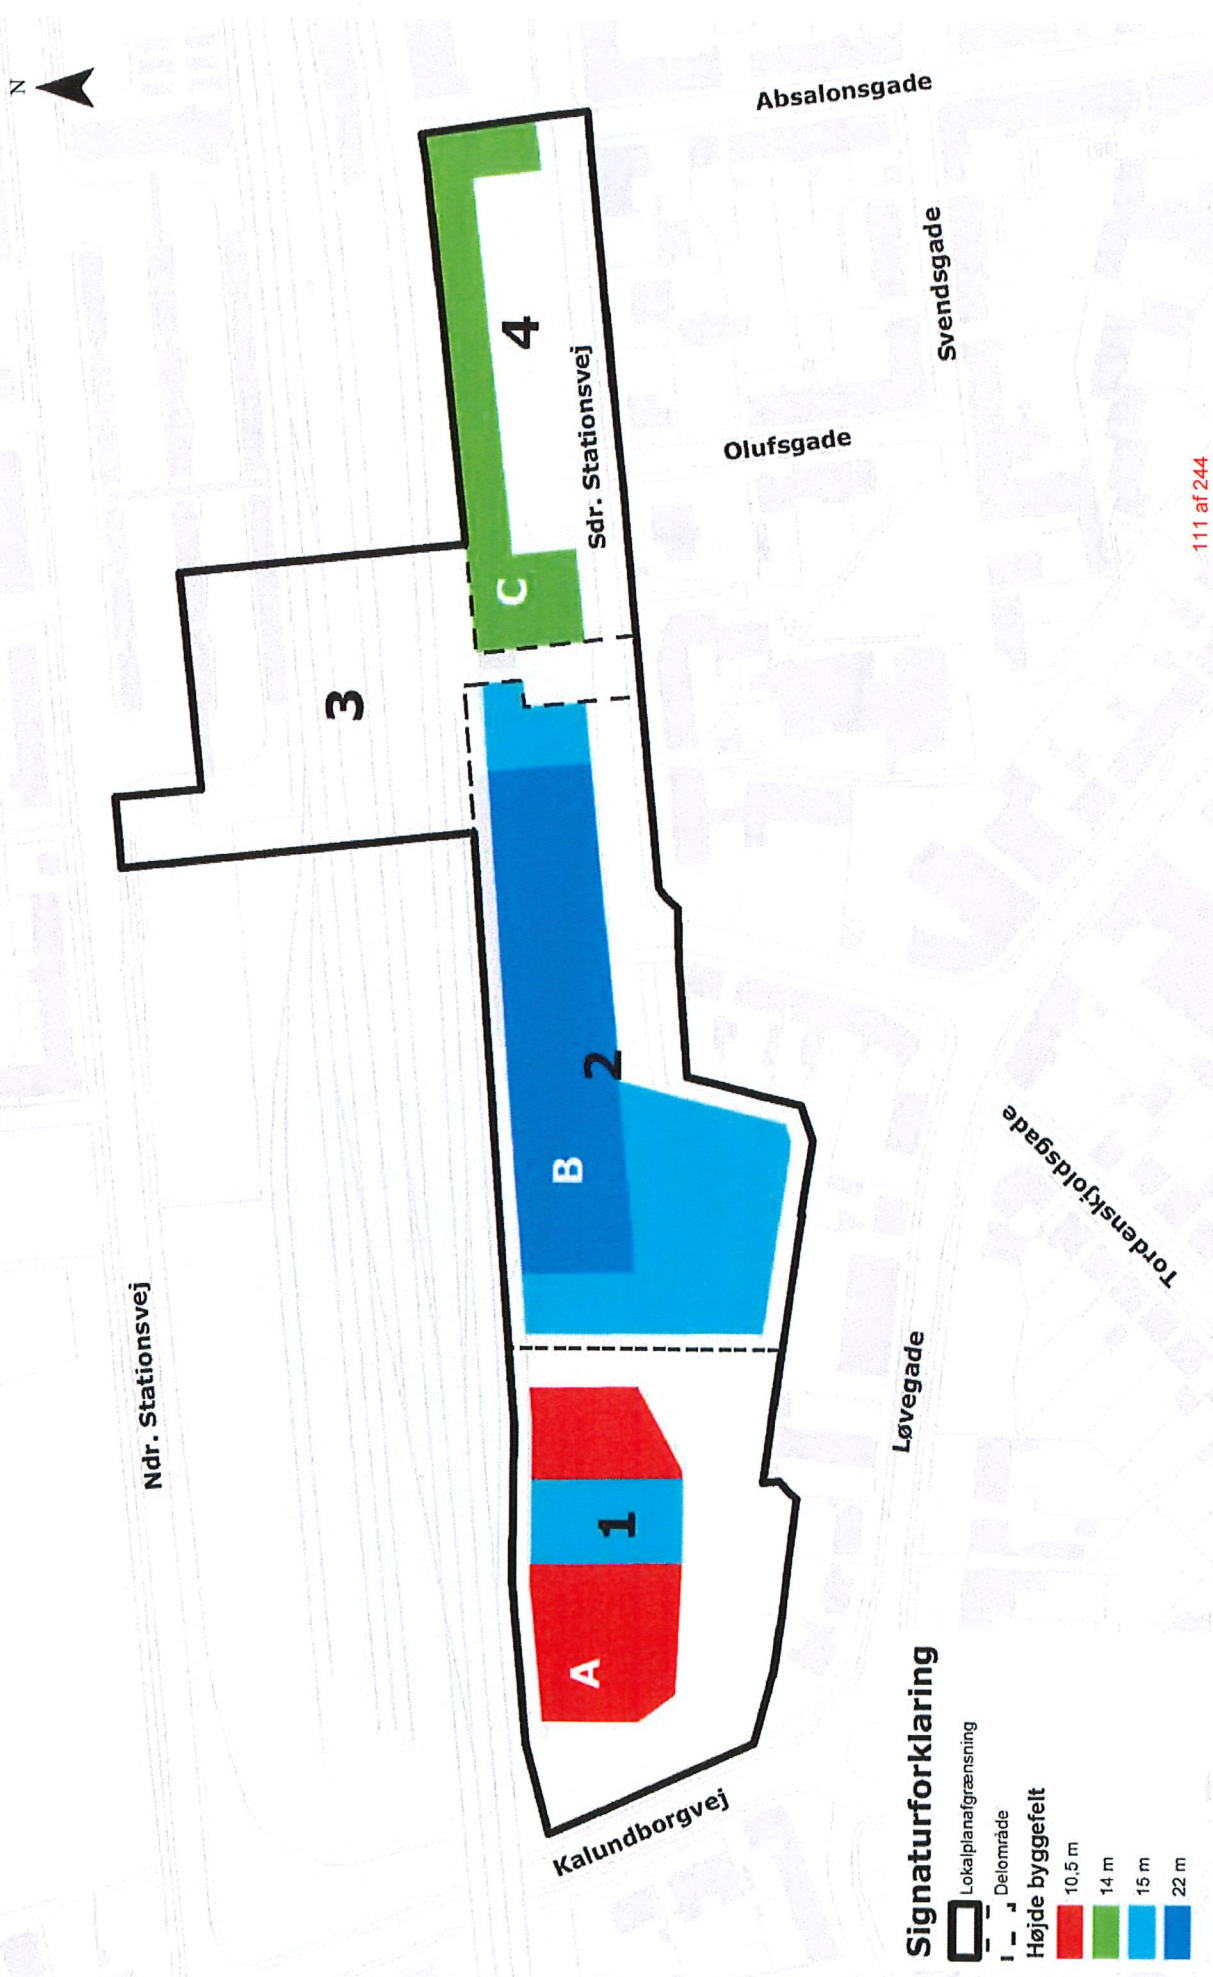 N
Absalonsgade
Svendsgade
4
Sdr. Stationsvej
Olufsgade
C
3
2
B
Tordenskjoldsgade
Ndr. Stationsvej
Løvegade
1
A
Kalundborgvej
Signaturforklaring
Lokalplanafgrænsning
Delområde
Højde byggefelt
10,5 m
14 m
15 m
22 m
111 af 244